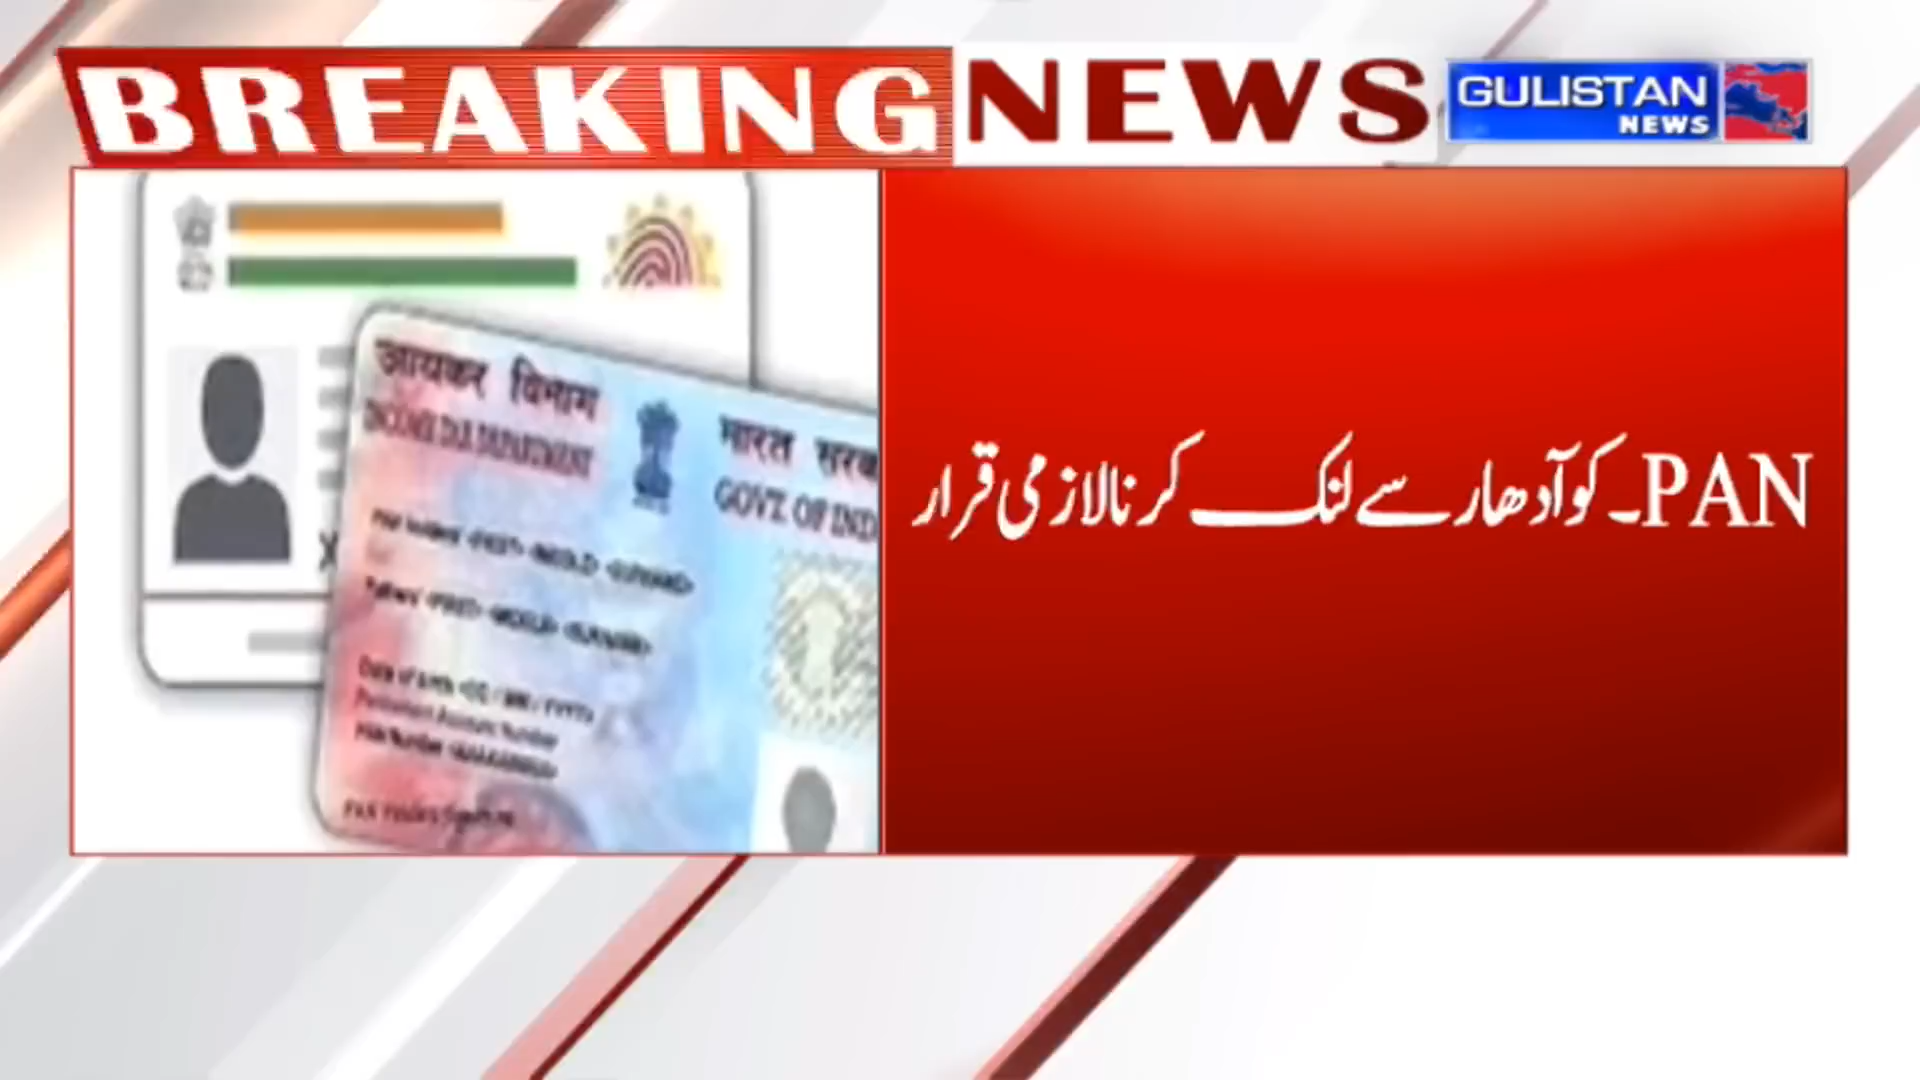 BREAKING NEWS
GULISTAN
NEWS
आयकर विभाग
INCOME TAX DEPARTMENT
भारत सरक
GOVT. OF IND
PAN۔کو آدھار سے لنک کرنا لازمی قرار